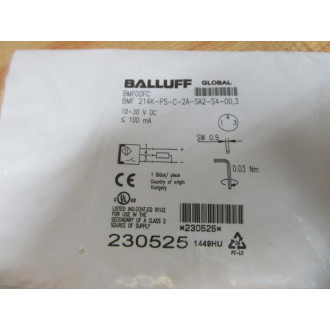 BALLUFF GLOBAL
BMF00FC
BMF 214K-PS-C-2A-SA2-S4-00,3
10-30 V DC
≤ 100 mA
SW 0.9
0.03 Nm
1 Stück/ piece
Country of origin
Hungary
CE
LISTED IND.CONT.EQ 81U2
FOR USE IN THE
SECONDARY OF A CLASS 2
SOURCE OF SUPPLY
*230525*
230525 1449HU